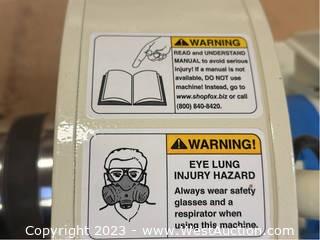 WARNING
READ and UNDERSTAND
MANUAL to avoid serious
injury! If a manual is not
available, DO NOT use
machine! Instead, go to
www.shopfox.biz or call
(800) 840-8420.
WARNING!
EYE LUNG
INJURY HAZARD
Always wear safety
glasses and a
respirator when
using this machine.
Copyright 2023 - WestAuction.com